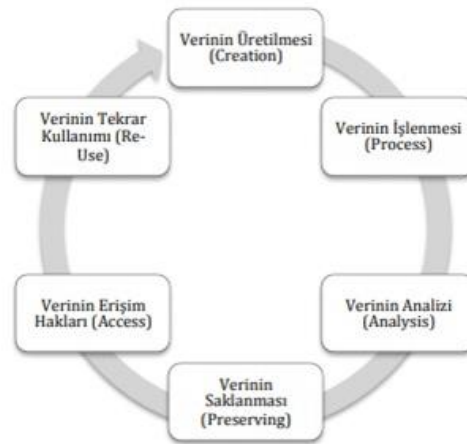 Verinin Üretilmesi
(Creation)
Verinin İşlenmesi
(Process)
Verinin Analizi
(Analysis)
Verinin
Saklanması
(Preserving)
Verinin Erişim
Hakları (Access)
Verinin Tekrar
Kullanımı (Re-
Use)